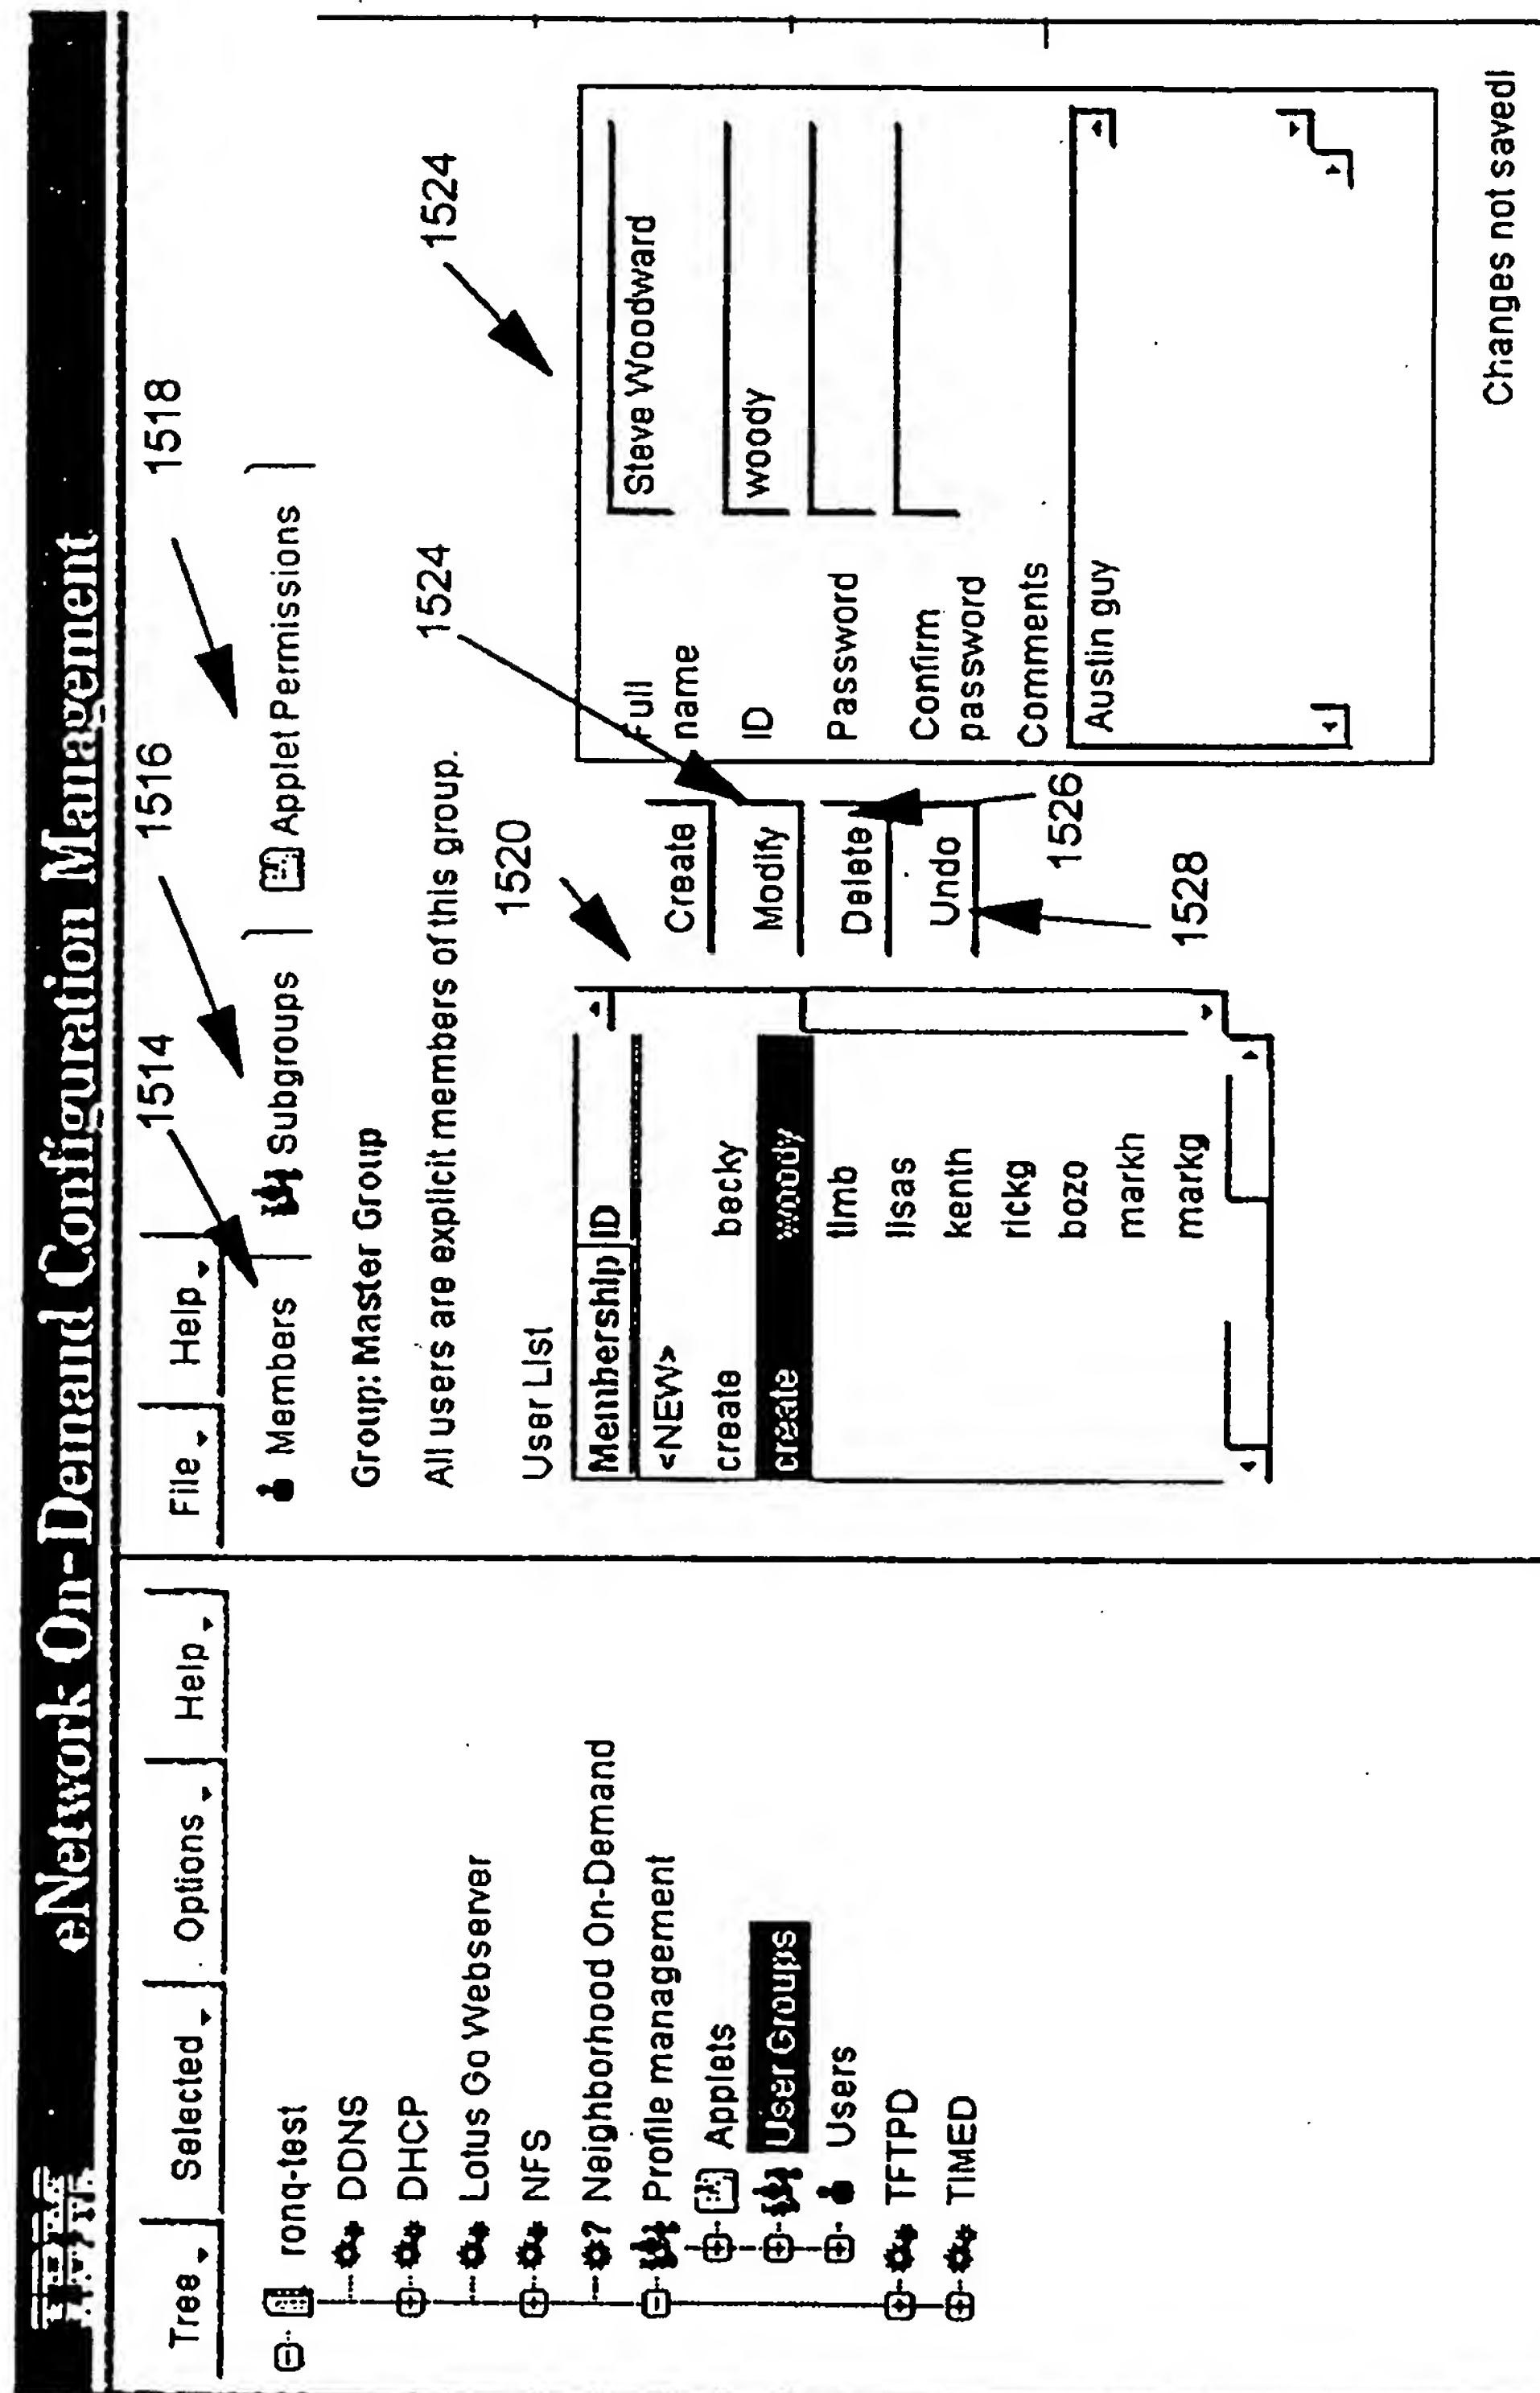 IBM
eNetwork On-Demand Configuration Management
Tree Selected Options Help
ronq-test
DDNS
DHCP
Lotus Go Webserver
NFS
? Neighborhood On-Demand
Profile management
Applets
User Groups
Users
TFTPD
TIMED
File Help
1514 1516 1518
Members Subgroups Applet Permissions
Group: Master Group
All users are explicit members of this group.
User List
1520
Membership ID
<NEW>
create becky
create woody
timb
lisas
kenth
rickg
bozo
markh
markg
1524
Create
Modify
Delete
Undo
1526
1528
1524
Full name Steve Woodward
ID woody
Password
Confirm password
Comments
Austin guy
Changes not saved!